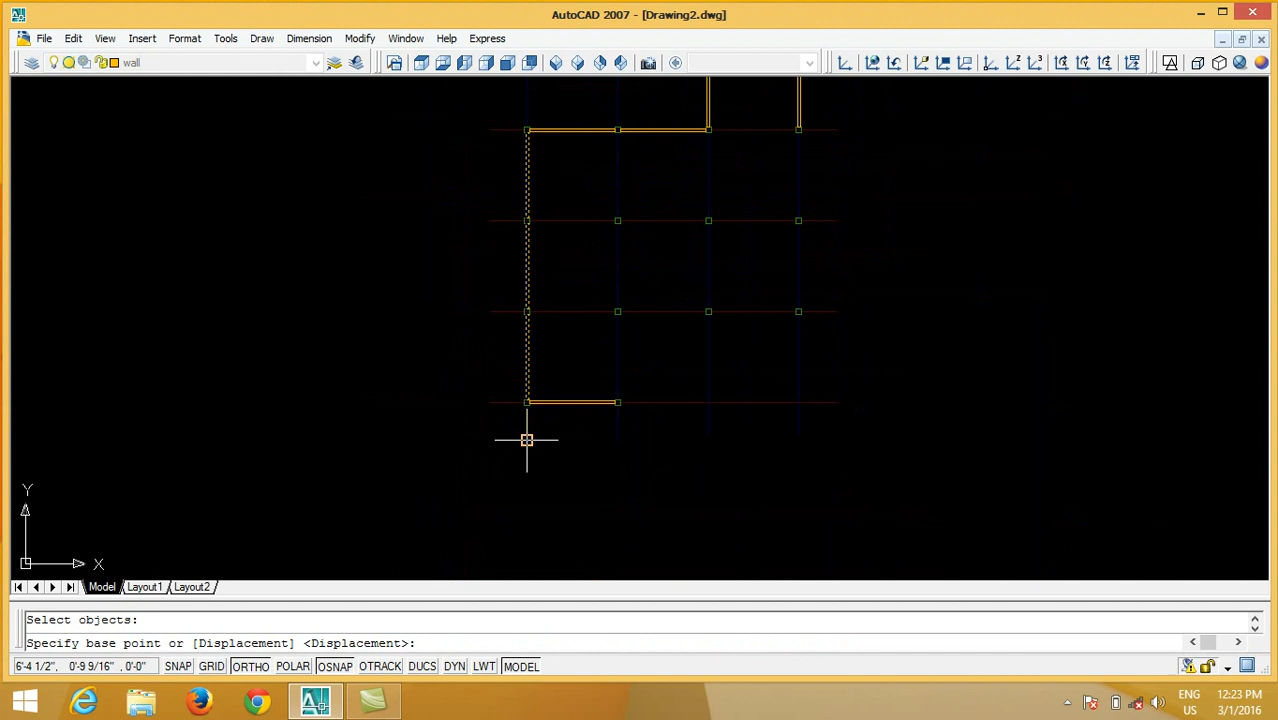 AutoCAD 2007 - [Drawing2.dwg]
File Edit View Insert Format Tools Draw Dimension Modify Window Help Express
wall
Y
X
Model Layout1 Layout2
Select objects:
Specify base point or [Displacement] <Displacement>:
6'-4 1/2", 0'-9 9/16" , 0'-0" SNAP GRID ORTHO POLAR OSNAP OTRACK DUCS DYN LWT MODEL
ENG 12:23 PM
US 3/1/2016